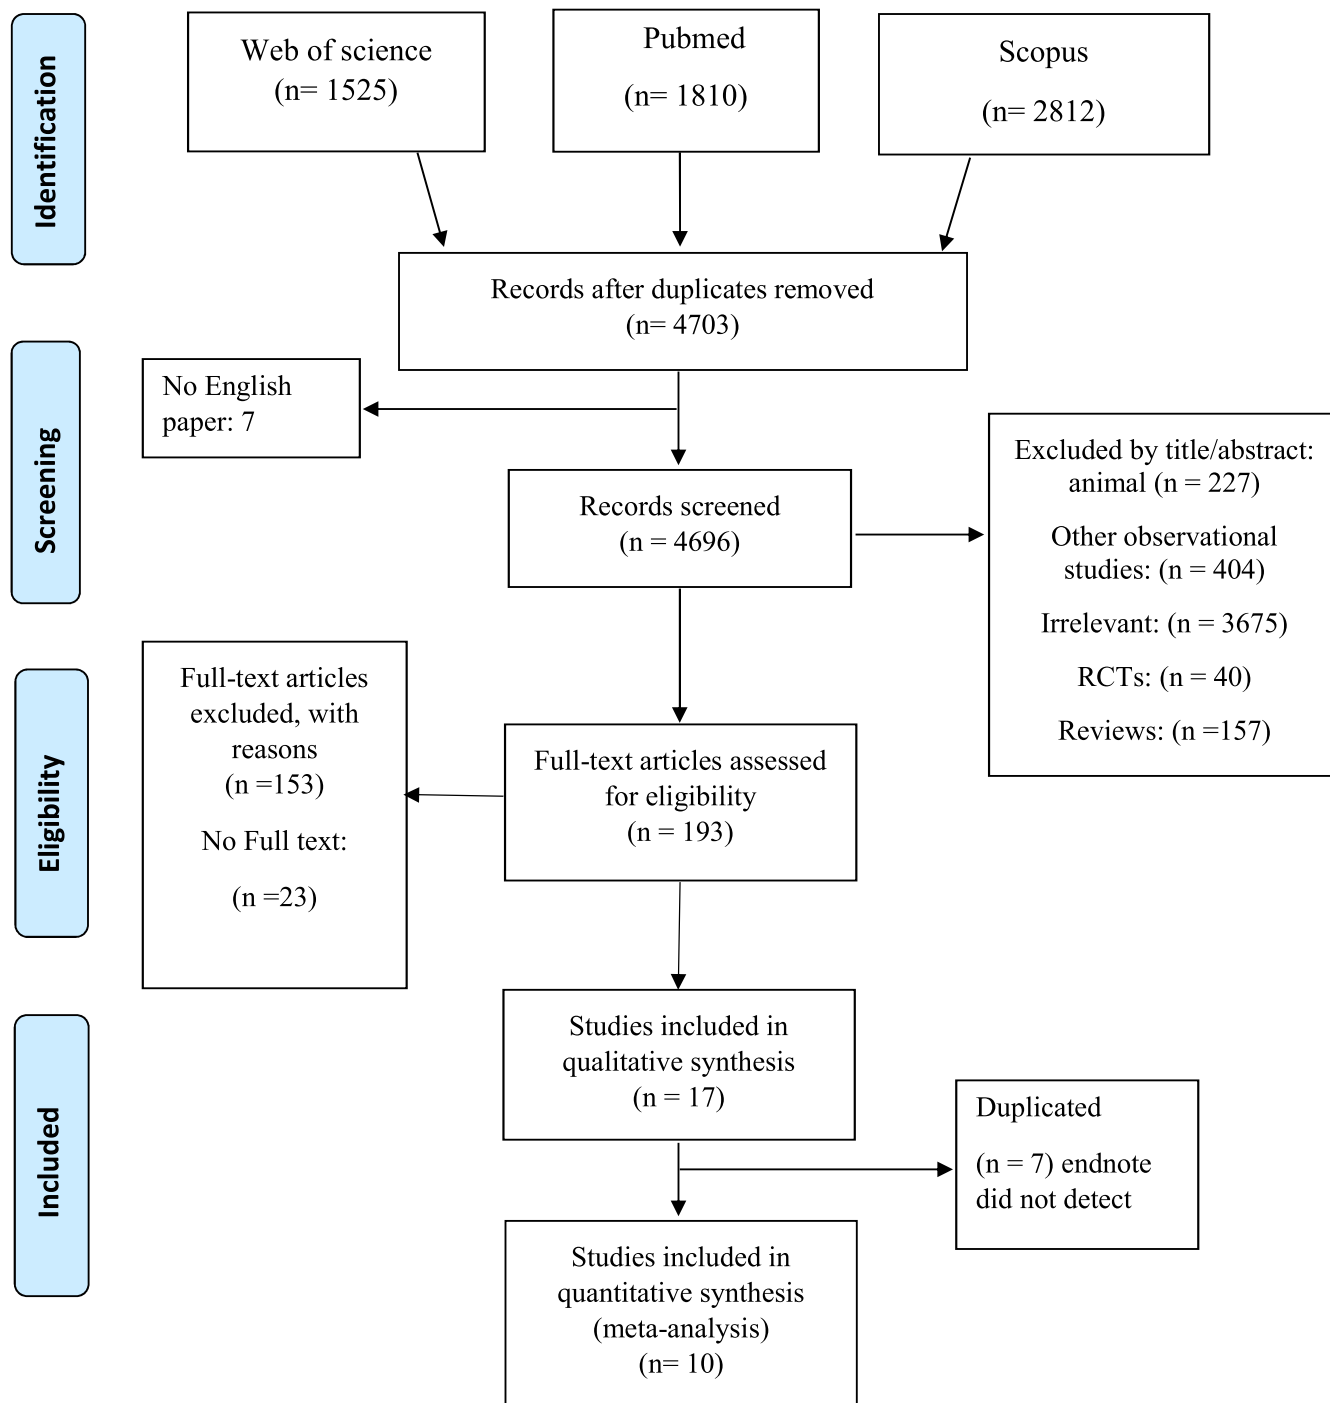 Identification
Web of science
(n= 1525)
Pubmed
(n= 1810)
Scopus
(n= 2812)
Records after duplicates removed
(n= 4703)
Screening
No English
paper: 7
Records screened
(n = 4696)
Excluded by title/abstract:
animal (n = 227)
Other observational
studies: (n = 404)
Irrelevant: (n = 3675)
RCTs: (n = 40)
Reviews: (n =157)
Eligibility
Full-text articles
excluded, with
reasons
(n =153)
No Full text:
(n =23)
Full-text articles assessed
for eligibility
(n = 193)
Included
Studies included in
qualitative synthesis
(n = 17)
Duplicated
(n = 7) endnote
did not detect
Studies included in
quantitative synthesis
(meta-analysis)
(n= 10)